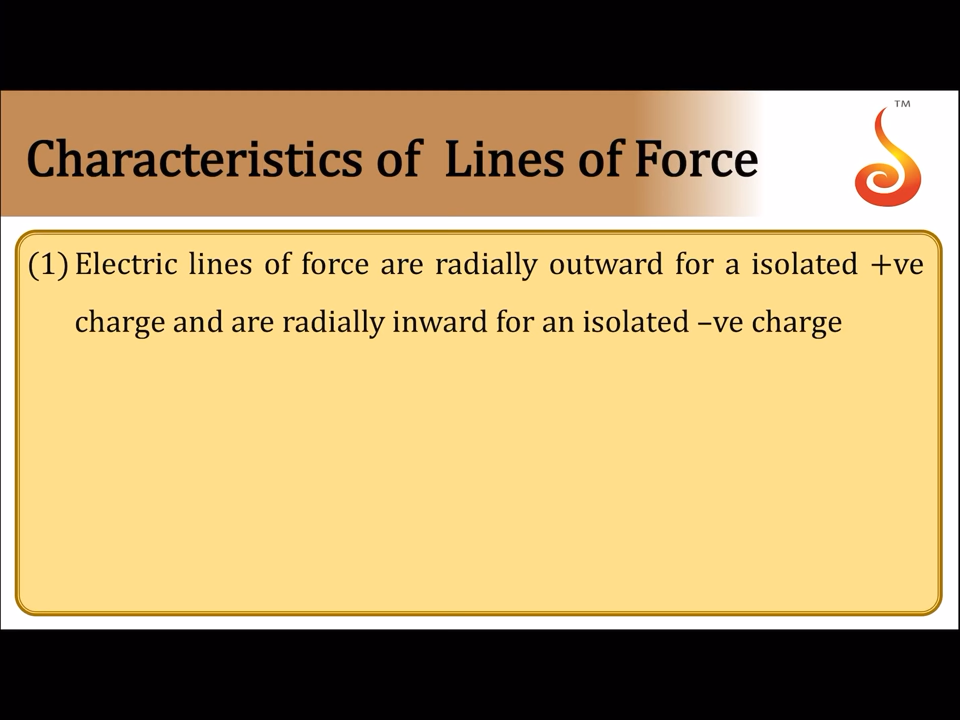 Characteristics of Lines of Force
TM
(1) Electric lines of force are radially outward for a isolated +ve
charge and are radially inward for an isolated –ve charge